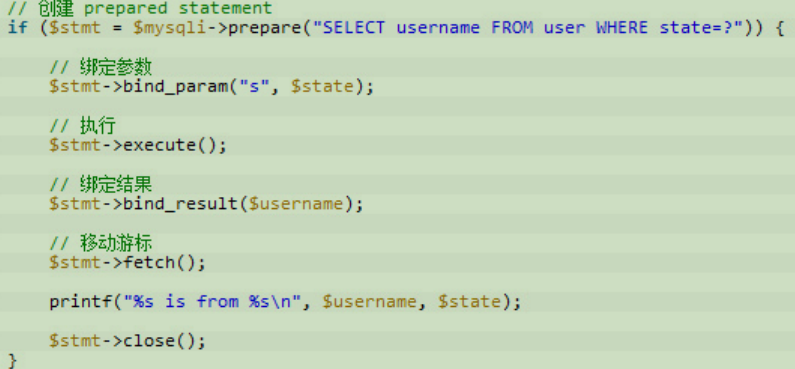 // 创建 prepared statement
if ($stmt = $mysqli->prepare("SELECT username FROM user WHERE state=?")) {
// 绑定参数
$stmt->bind_param("s", $state);
// 执行
$stmt->execute();
// 绑定结果
$stmt->bind_result($username);
// 移动游标
$stmt->fetch();
printf("%s is from %s\n", $username, $state);
$stmt->close();
}